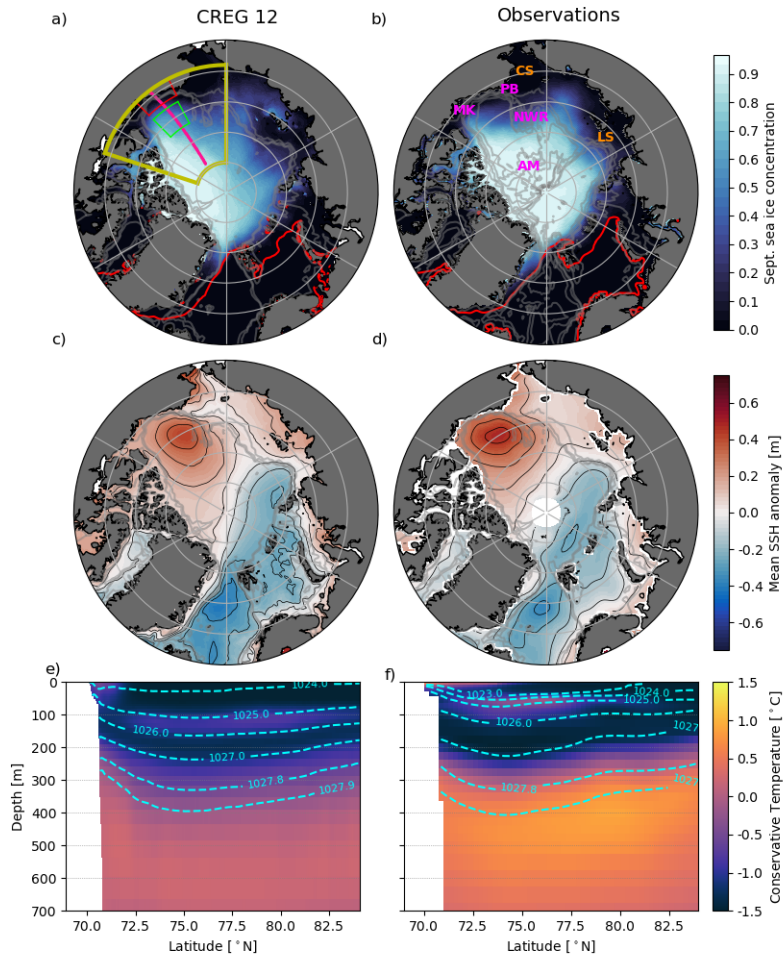 CREG 12
Observations
a)
b)
CS
PB
MK
NWR
LS
AM
0.9
0.8
0.7
0.6
0.5
0.4
0.3
0.2
0.1
0.0
Sept. sea ice concentration
c)
d)
0.6
0.4
0.2
0.0
-0.2
-0.4
-0.6
Mean SSH anomaly [m]
e)
f)
0
100
200
300
400
500
600
700
Depth [m]
1024.0
1025.0
1026.0
1027.0
1027.8
1027.9
70.0
72.5
75.0
77.5
80.0
82.5
Latitude [°N]
1023.0
1024.0
1025.0
1026.0
1027.8
70.0
72.5
75.0
77.5
80.0
82.5
Latitude [°N]
1.5
1.0
0.5
0.0
-0.5
-1.0
-1.5
Conservative Temperature [°C]